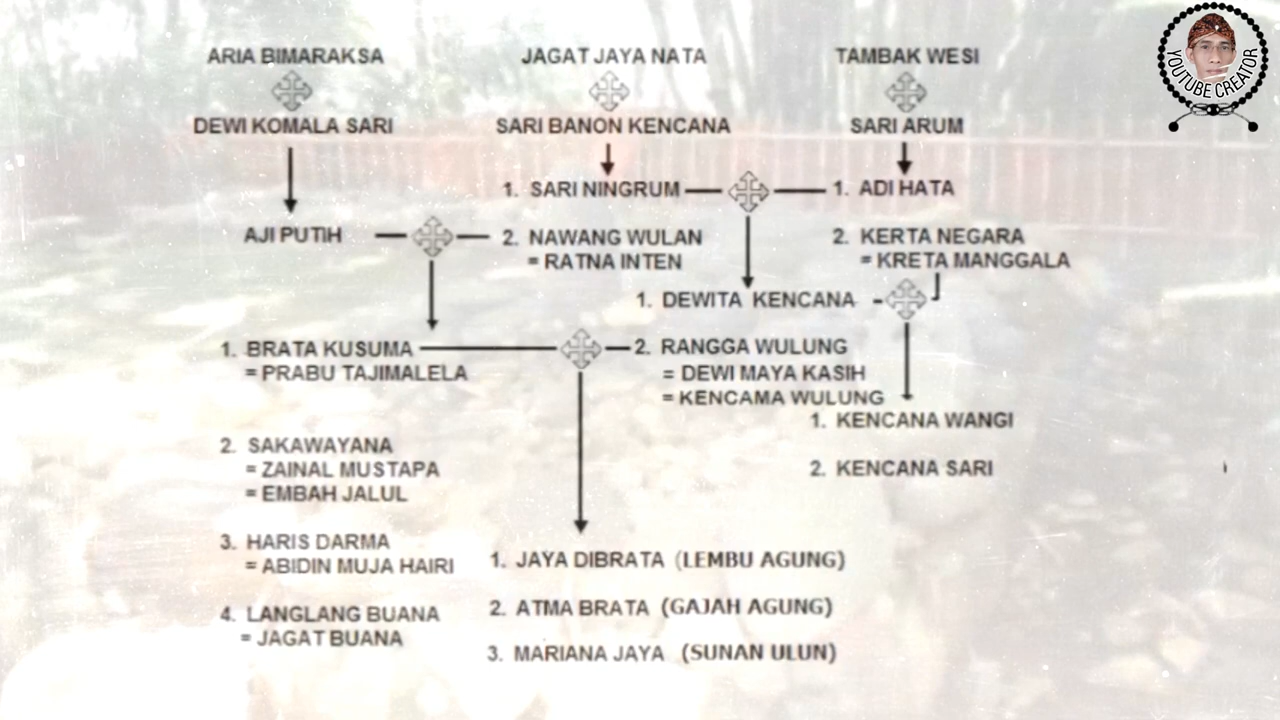 ARIA BIMARAKSA
JAGAT JAYA NATA
TAMBAK WESI
DEWI KOMALA SARI
SARI BANON KENCANA
SARI ARUM
1. SARI NINGRUM
1. ADI HATA
AJI PUTIH
2. NAWANG WULAN
= RATNA INTEN
2. KERTA NEGARA
= KRETA MANGGALA
1. DEWITA KENCANA
1. BRATA KUSUMA
= PRABU TAJIMALELA
2. RANGGA WULUNG
= DEWI MAYA KASIH
= KENCAMA WULUNG
1. KENCANA WANGI
2. KENCANA SARI
2. SAKAWAYANA
= ZAINAL MUSTAPA
= EMBAH JALUL
3. HARIS DARMA
= ABIDIN MUJA HAIRI
4. LANGLANG BUANA
= JAGAT BUANA
1. JAYA DIBRATA (LEMBU AGUNG)
2. ATMA BRATA (GAJAH AGUNG)
3. MARIANA JAYA (SUNAN ULUN)
YOUTUBE CREATOR